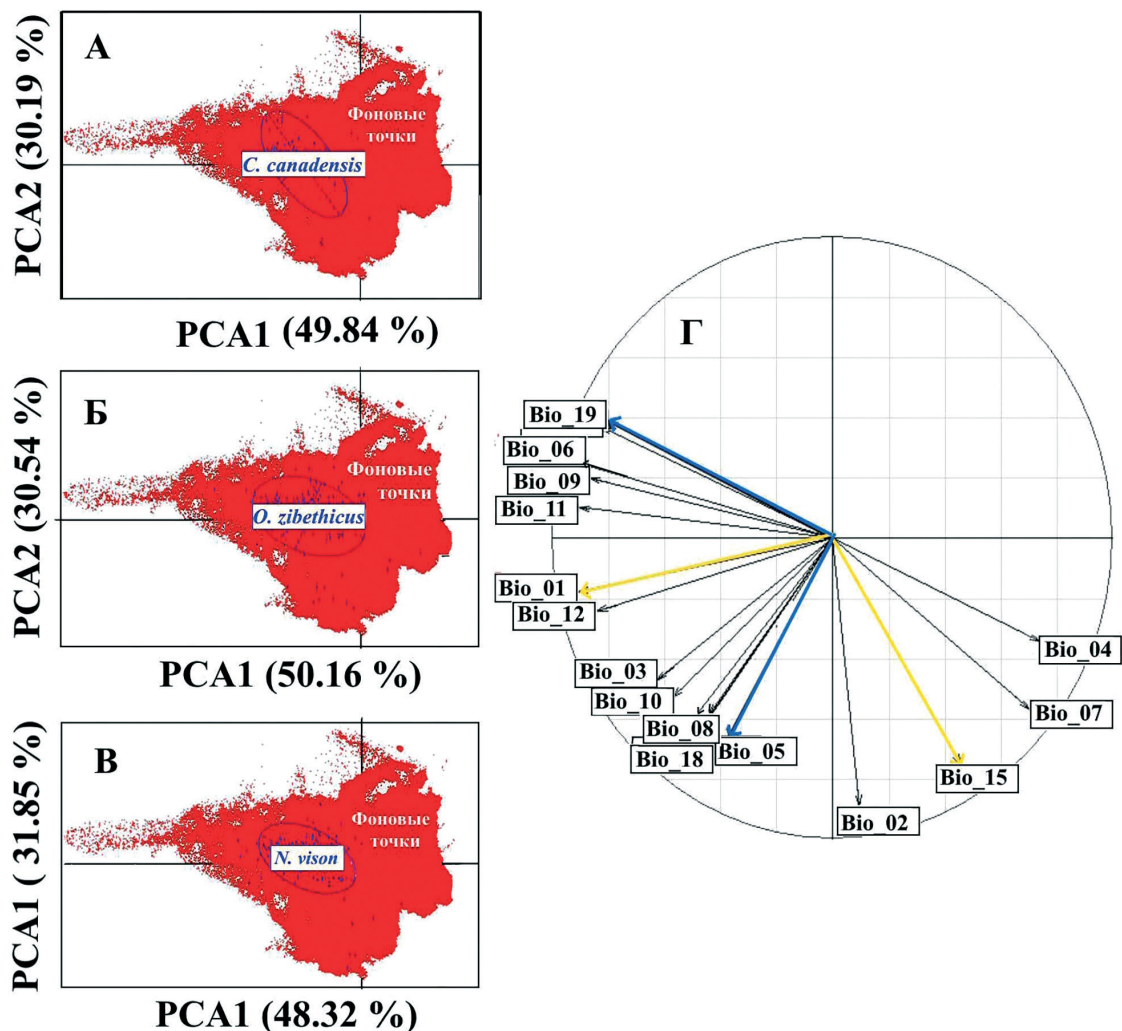 А
PCA2 (30.19 %)
Фоновые
точки
C. canadensis
PCA1 (49.84 %)
Б
PCA2 (30.54 %)
Фоновые
точки
O. zibethicus
PCA1 (50.16 %)
В
PCA1 ( 31.85 %)
Фоновые
точки
N. vison
PCA1 (48.32 %)
Г
Bio_19
Bio_06
Bio_09
Bio_11
Bio_01
Bio_12
Bio_03
Bio_10
Bio_08
Bio_18
Bio_05
Bio_04
Bio_07
Bio_15
Bio_02